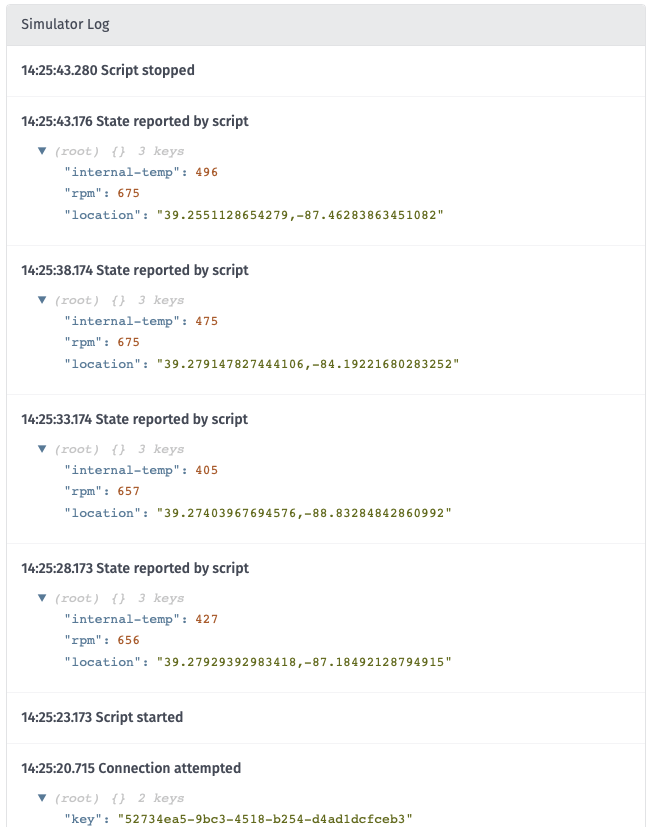 Simulator Log
14:25:43.280 Script stopped
14:25:43.176 State reported by script
▼ (root) {} 3 keys
"internal-temp": 496
"rpm": 675
"location": "39.2551128654279,-87.46283863451082"
14:25:38.174 State reported by script
▼ (root) {} 3 keys
"internal-temp": 475
"rpm": 675
"location": "39.279147827444106,-84.19221680283252"
14:25:33.174 State reported by script
▼ (root) {} 3 keys
"internal-temp": 405
"rpm": 657
"location": "39.27403967694576,-88.83284842860992"
14:25:28.173 State reported by script
▼ (root) {} 3 keys
"internal-temp": 427
"rpm": 656
"location": "39.27929392983418,-87.18492128794915"
14:25:23.173 Script started
14:25:20.715 Connection attempted
▼ (root) {} 2 keys
"key": "52734ea5-9bc3-4518-b254-d4ad1dcfceb3"